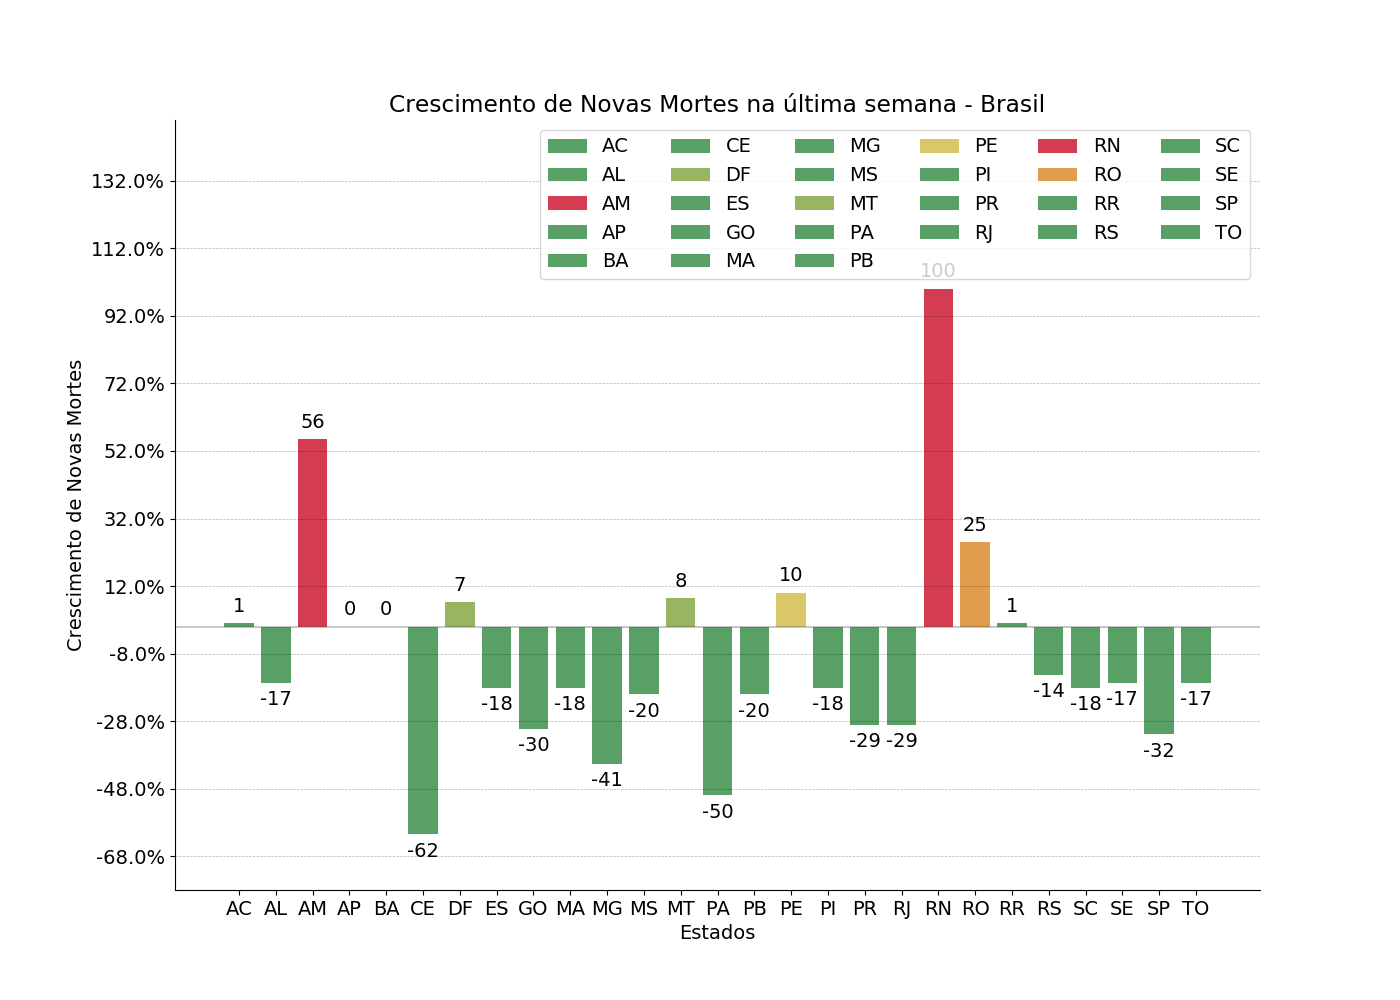 Crescimento de Novas Mortes na última semana - Brasil
AC CE MG PE RN SC
AL DF MS PI RO SE
AM ES MT PR RR SP
AP GO PA RJ RS TO
BA MA PB
132.0%
112.0%
92.0%
72.0%
52.0%
32.0%
12.0%
-8.0%
-28.0%
-48.0%
-68.0%
Crescimento de Novas Mortes
1 -17 56 0 0 -62 7 -18 -30 -18 -41 -20 8 -50 -20 10 -18 -29 -29 100 25 1 -14 -18 -17 -32 -17
AC AL AM AP BA CE DF ES GO MA MG MS MT PA PB PE PI PR RJ RN RO RR RS SC SE SP TO
Estados